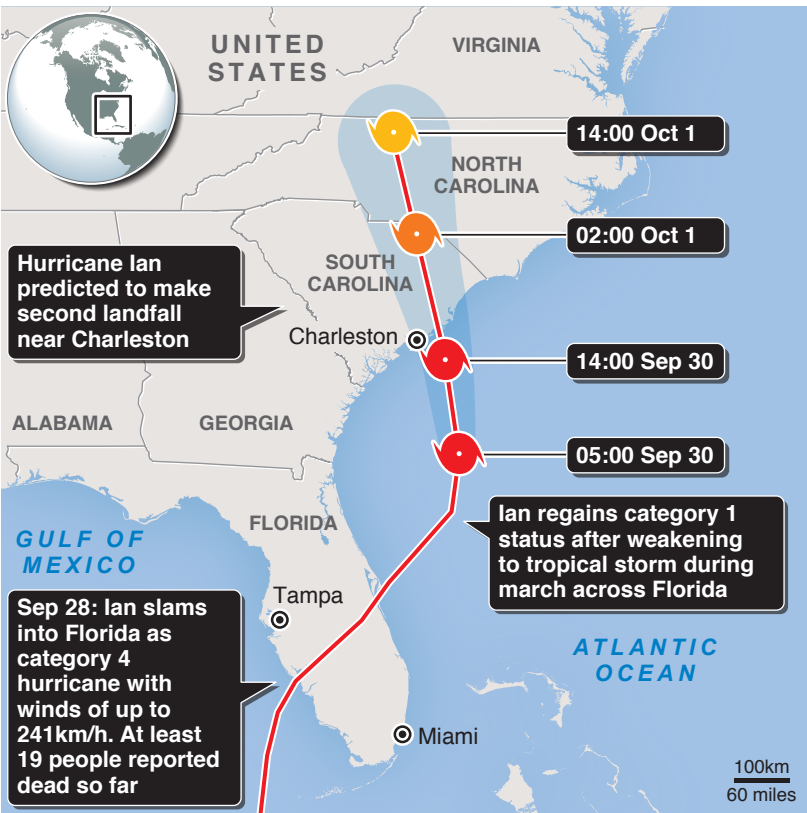 UNITED
STATES
VIRGINIA
14:00 Oct 1
NORTH
CAROLINA
02:00 Oct 1
Hurricane Ian
predicted to make
second landfall
near Charleston
SOUTH
CAROLINA
Charleston
14:00 Sep 30
ALABAMA
GEORGIA
05:00 Sep 30
Ian regains category 1
status after weakening
to tropical storm during
march across Florida
FLORIDA
GULF OF
MEXICO
Tampa
Sep 28: Ian slams
into Florida as
category 4
hurricane with
winds of up to
241km/h. At least
19 people reported
dead so far
ATLANTIC
OCEAN
Miami
100km
60 miles